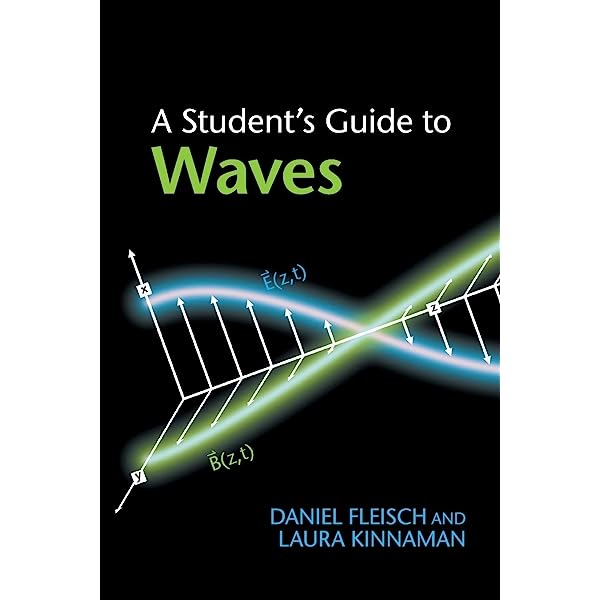 A Student's Guide to
Waves
x
E⃗(z,t)
z
y
B⃗(z,t)
DANIEL FLEISCH AND
LAURA KINNAMAN